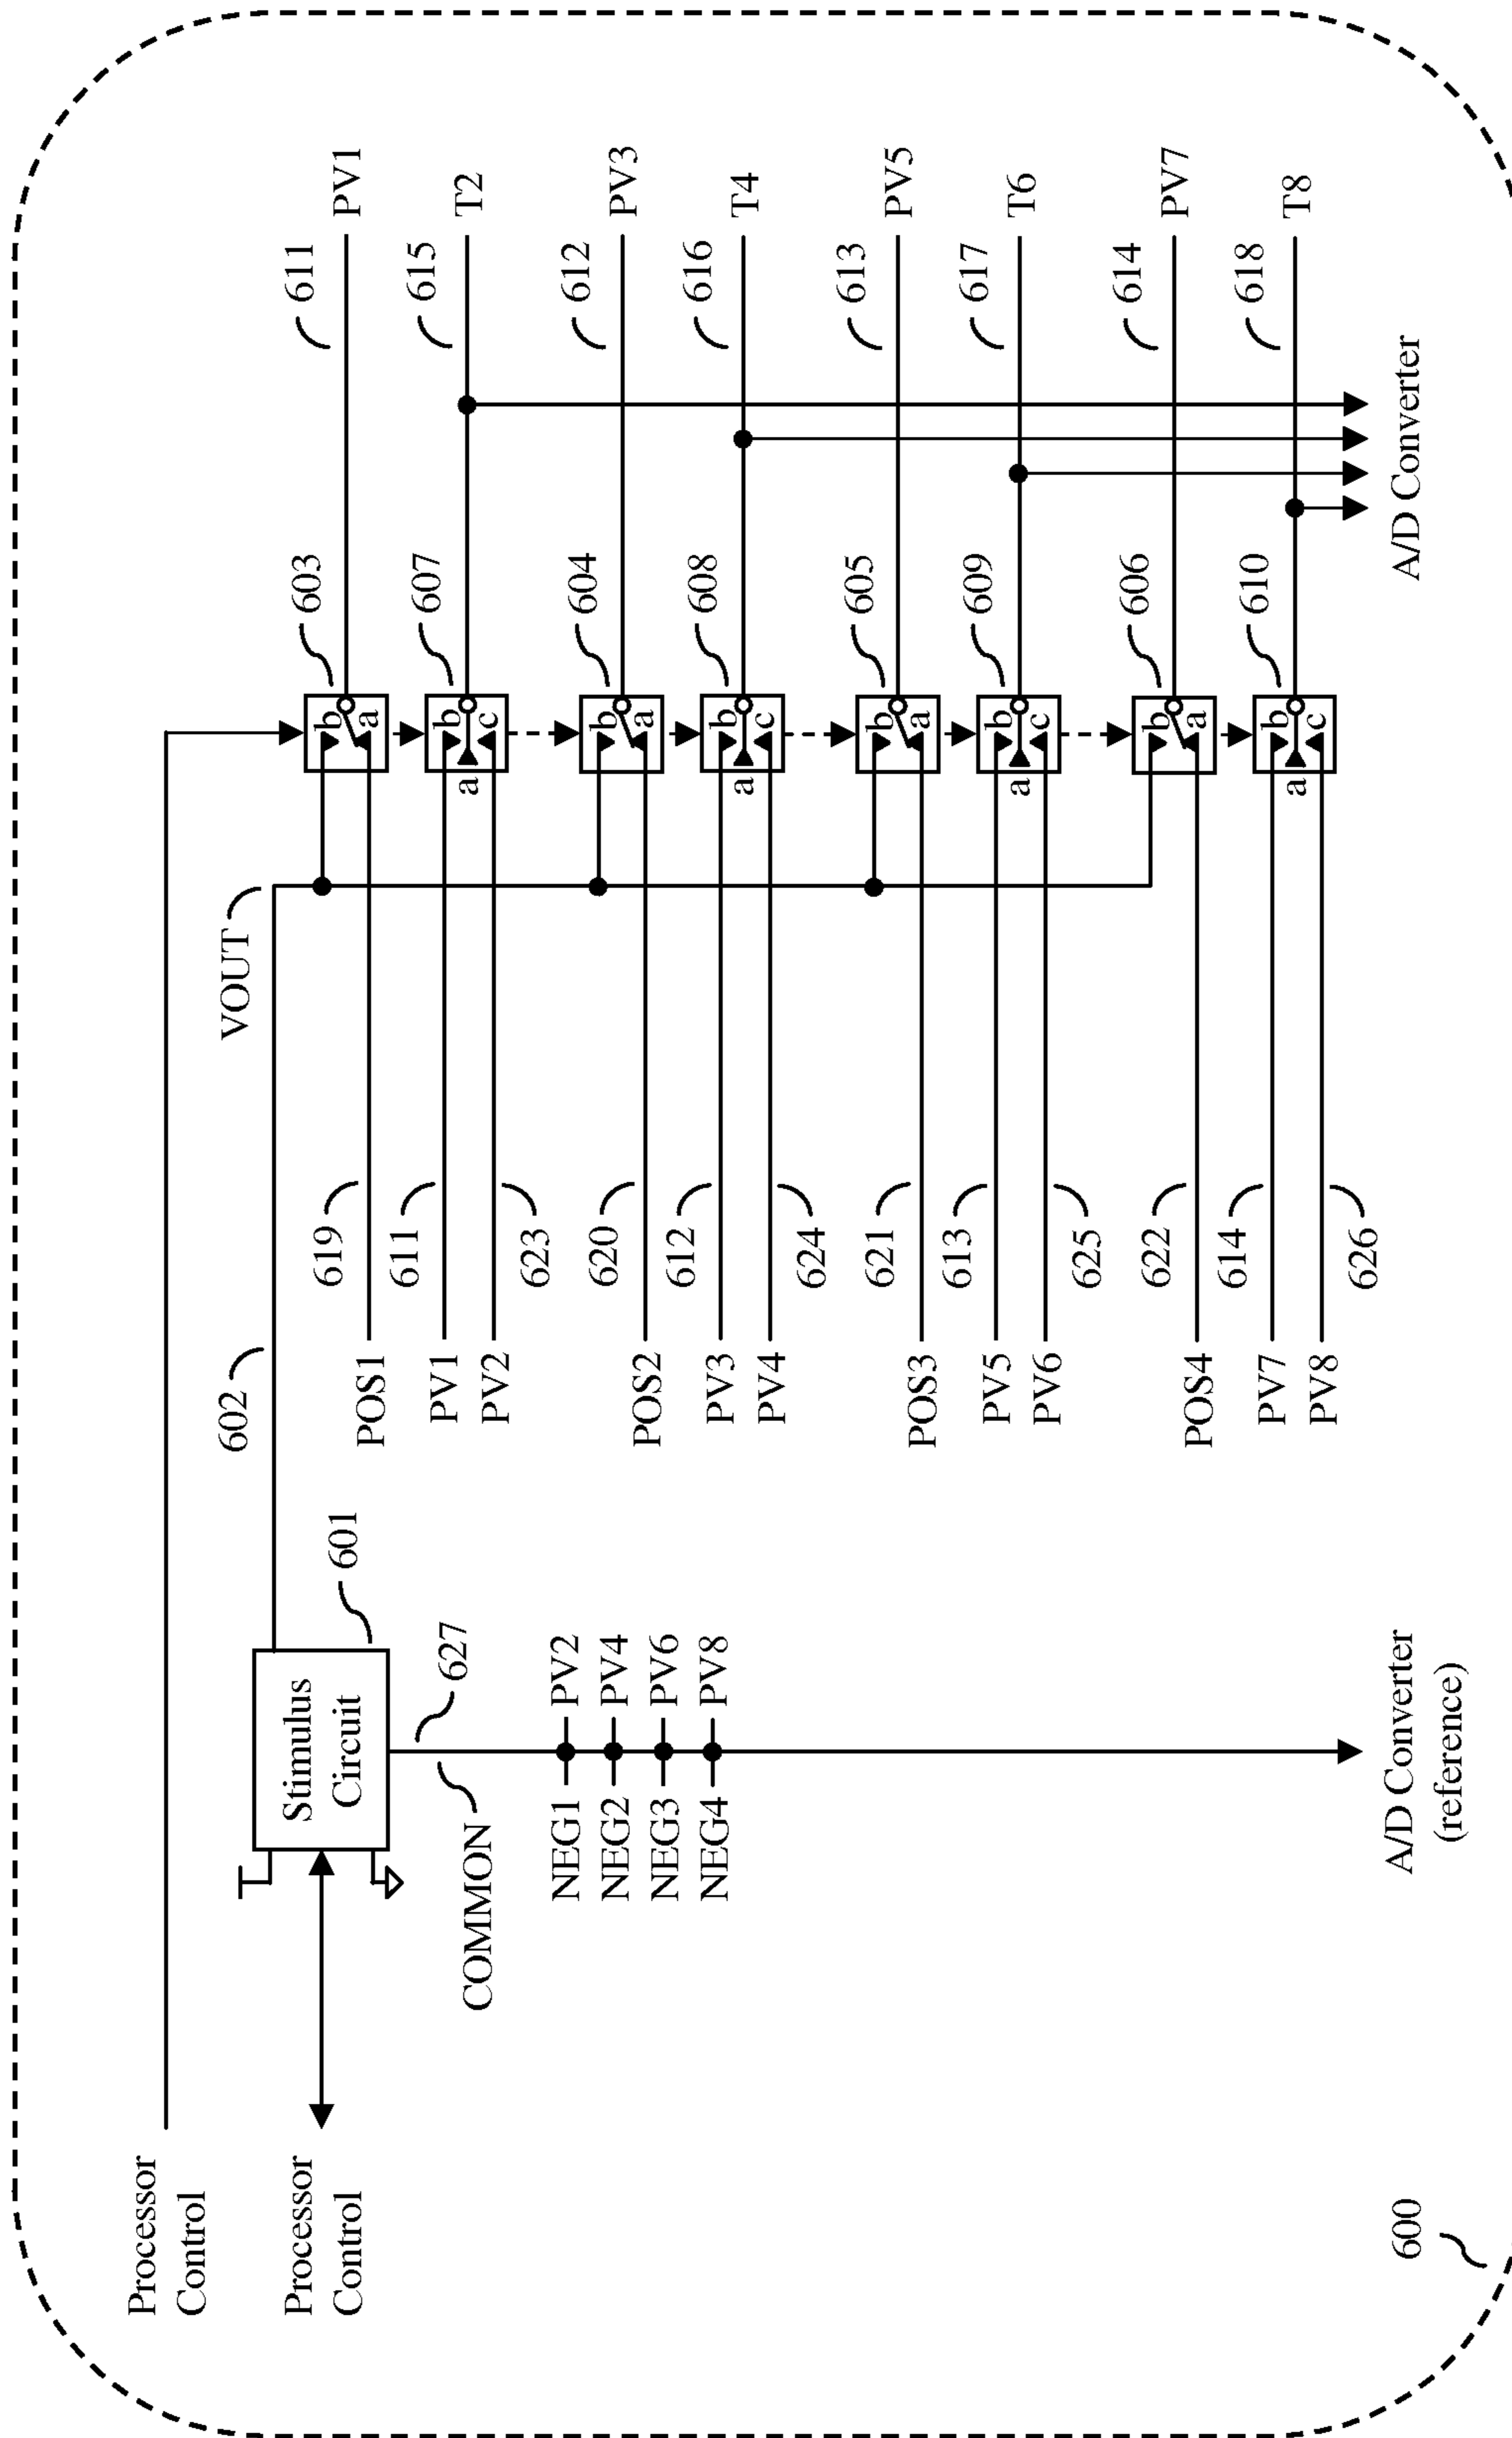 Processor
Control
Processor
Control
Stimulus
Circuit
601
602
VOUT
627
COMMON
NEG1
PV2
NEG2
PV4
NEG3
PV6
NEG4
PV8
A/D Converter
(reference)
POS1
619
b
a
603
611
PV1
PV1
611
PV2
623
a
b
c
607
615
T2
POS2
620
b
a
604
612
PV3
PV3
612
PV4
624
a
b
c
608
616
T4
POS3
621
b
a
605
613
PV5
PV5
613
PV6
625
a
b
c
609
617
T6
POS4
622
b
a
606
614
PV7
PV7
614
PV8
626
a
b
c
610
618
T8
A/D Converter
600